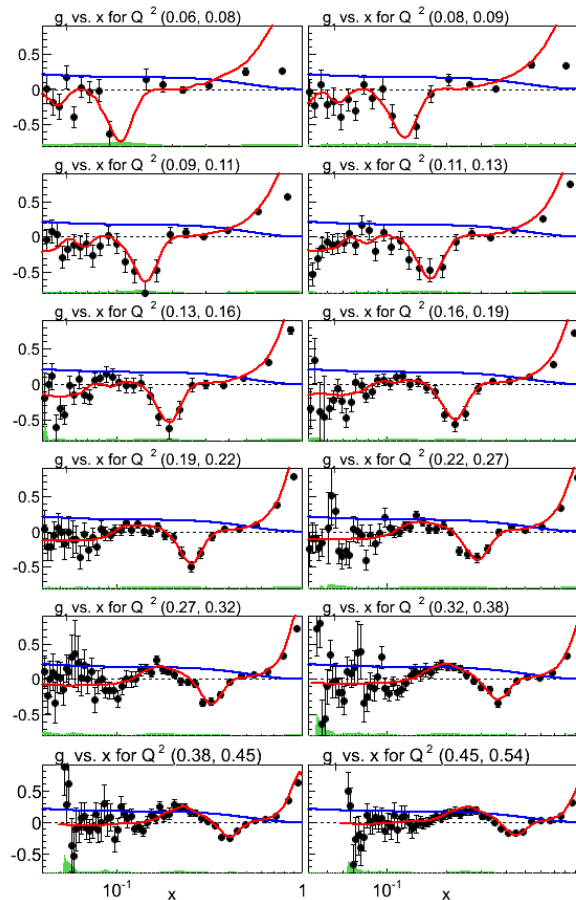 g₁ vs. x for Q² (0.06, 0.08)
g₁ vs. x for Q² (0.08, 0.09)
0.5
0
-0.5
g₁ vs. x for Q² (0.09, 0.11)
g₁ vs. x for Q² (0.11, 0.13)
0.5
0
-0.5
g₁ vs. x for Q² (0.13, 0.16)
g₁ vs. x for Q² (0.16, 0.19)
0.5
0
-0.5
g₁ vs. x for Q² (0.19, 0.22)
g₁ vs. x for Q² (0.22, 0.27)
0.5
0
-0.5
g₁ vs. x for Q² (0.27, 0.32)
g₁ vs. x for Q² (0.32, 0.38)
0.5
0
-0.5
g₁ vs. x for Q² (0.38, 0.45)
g₁ vs. x for Q² (0.45, 0.54)
0.5
0
-0.5
10⁻¹ x 1 10⁻¹ x